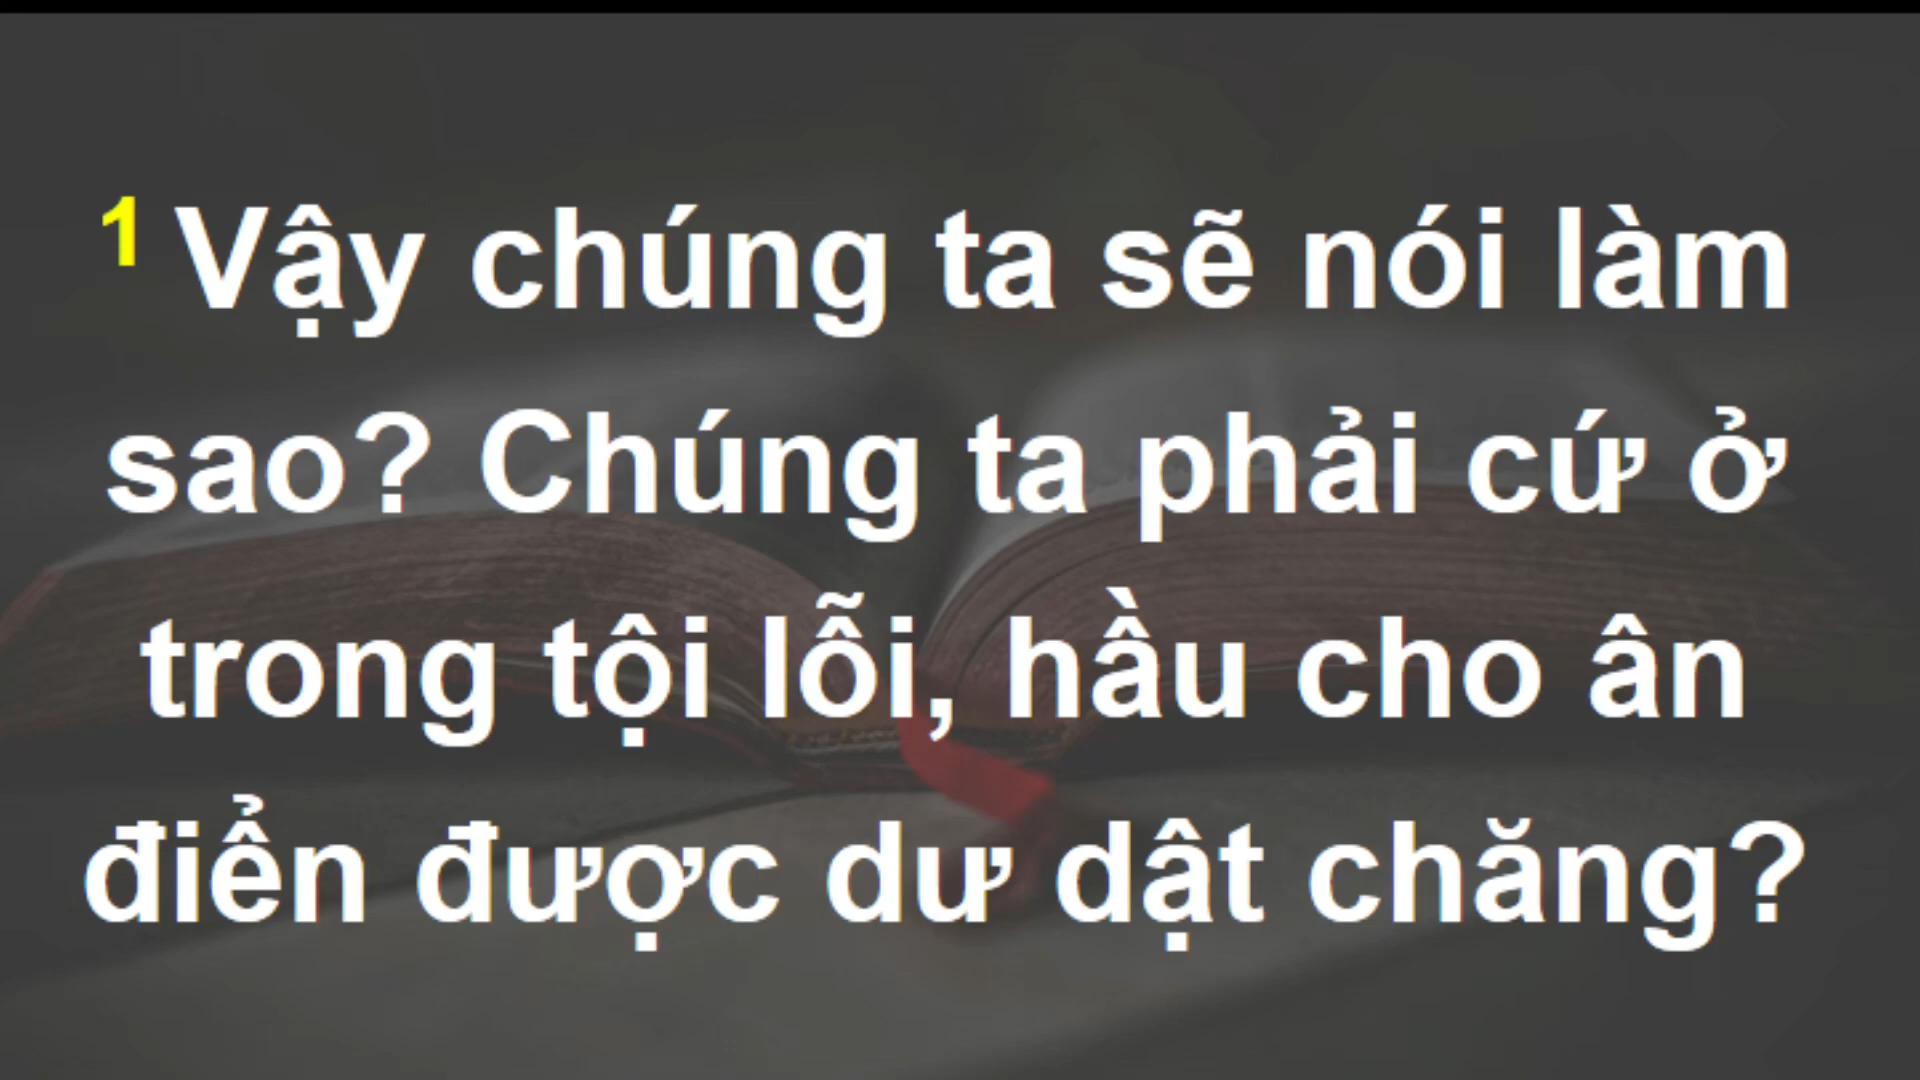 1 Vậy chúng ta sẽ nói làm
sao? Chúng ta phải cứ ở
trong tội lỗi, hầu cho ân
điển được dư dật chăng?